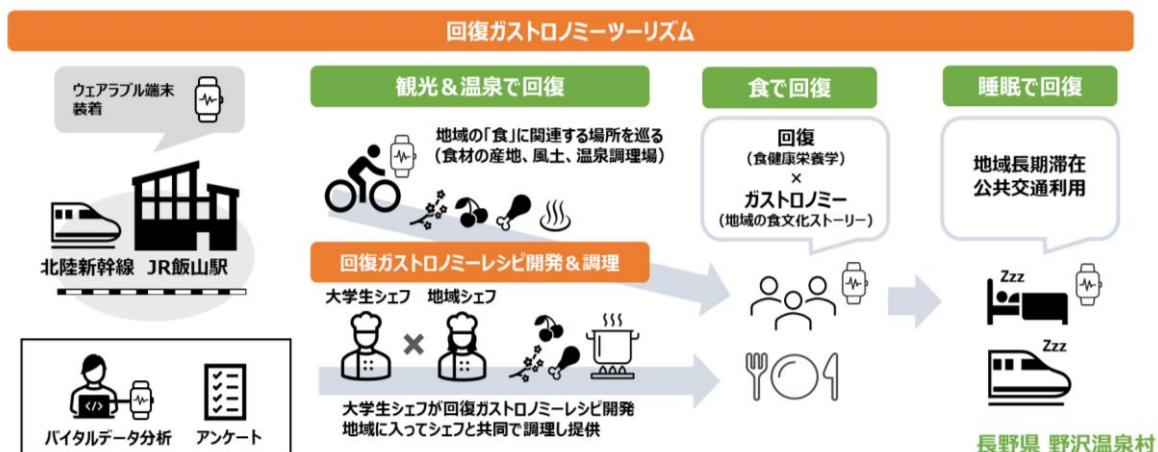 回復ガストロノミーツーリズム
ウェアラブル端末
装着
北陸新幹線 JR飯山駅
バイタルデータ分析 アンケート
観光&温泉で回復
地域の「食」に関連する場所を巡る
(食材の産地、風土、温泉調理場)
回復ガストロノミーレシピ開発&調理
大学生シェフ 地域シェフ
大学生シェフが回復ガストロノミーレシピ開発
地域に入ってシェフと共同で調理し提供
食で回復
回復
(食健康栄養学)
×
ガストロノミー
(地域の食文化ストーリー)
睡眠で回復
地域長期滞在
公共交通利用
Zzz
Zzz
長野県 野沢温泉村